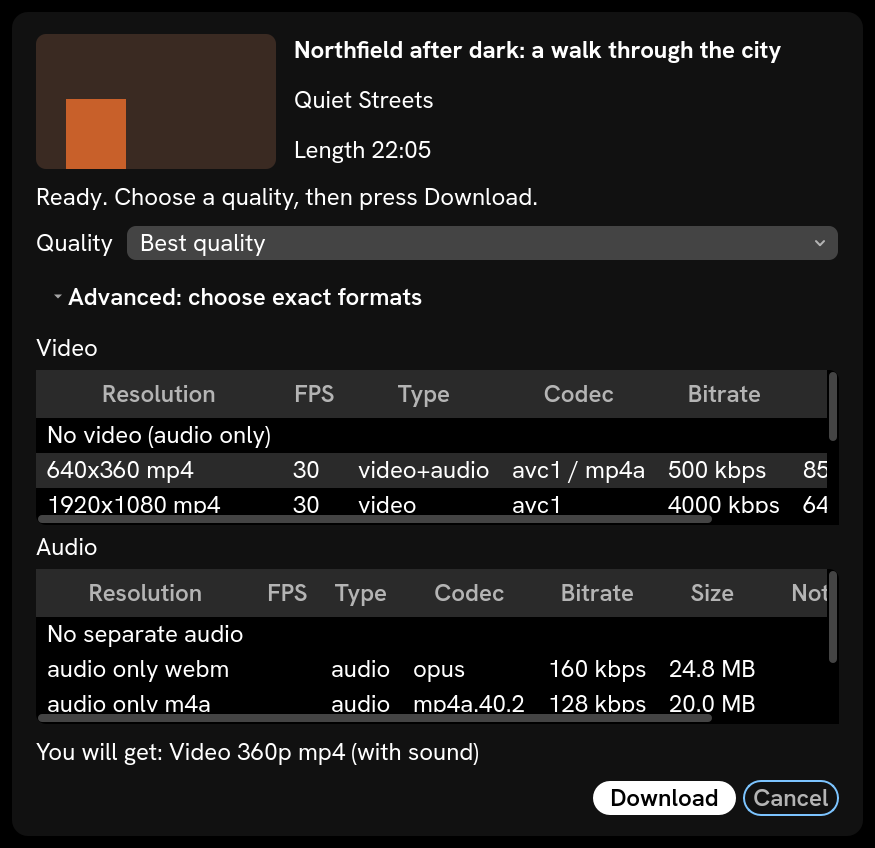 Northfield after dark: a walk through the city
Quiet Streets
Length 22:05
Ready. Choose a quality, then press Download.
Quality Best quality
Advanced: choose exact formats
Video
Resolution FPS Type Codec Bitrate
No video (audio only)
640x360 mp4 30 video+audio avc1 / mp4a 500 kbps 85
1920x1080 mp4 30 video avc1 4000 kbps 64
Audio
Resolution FPS Type Codec Bitrate Size Not
No separate audio
audio only webm audio opus 160 kbps 24.8 MB
audio only m4a audio mp4a.40.2 128 kbps 20.0 MB
You will get: Video 360p mp4 (with sound)
Download Cancel